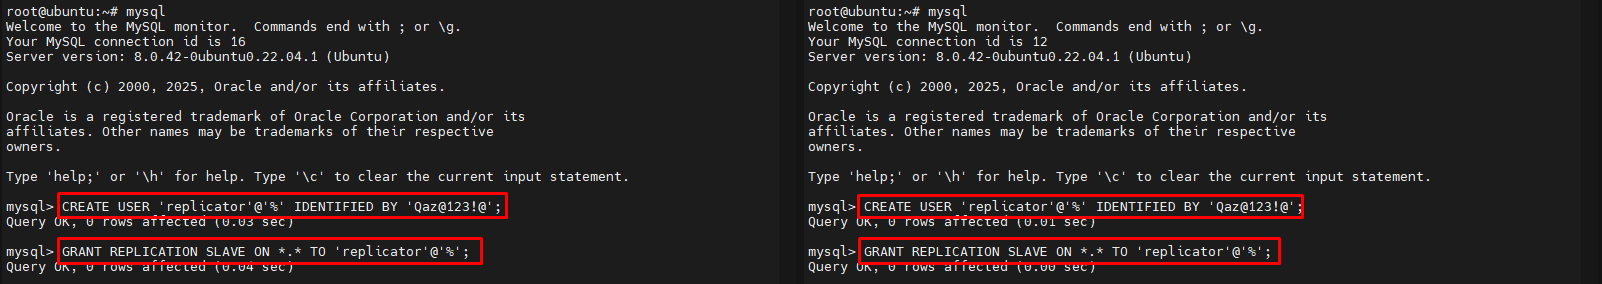 root@ubuntu:~# mysql
Welcome to the MySQL monitor.  Commands end with ; or \g.
Your MySQL connection id is 16
Server version: 8.0.42-0ubuntu0.22.04.1 (Ubuntu)
Copyright (c) 2000, 2025, Oracle and/or its affiliates.
Oracle is a registered trademark of Oracle Corporation and/or its
affiliates. Other names may be trademarks of their respective
owners.
Type 'help;' or '\h' for help. Type '\c' to clear the current input statement.
mysql> CREATE USER 'replicator'@'%' IDENTIFIED BY 'Qaz@123!@';
Query OK, 0 rows affected (0.03 sec)
mysql> GRANT REPLICATION SLAVE ON *.* TO 'replicator'@'%';
Query OK, 0 rows affected (0.04 sec)
root@ubuntu:~# mysql
Welcome to the MySQL monitor.  Commands end with ; or \g.
Your MySQL connection id is 12
Server version: 8.0.42-0ubuntu0.22.04.1 (Ubuntu)
Copyright (c) 2000, 2025, Oracle and/or its affiliates.
Oracle is a registered trademark of Oracle Corporation and/or its
affiliates. Other names may be trademarks of their respective
owners.
Type 'help;' or '\h' for help. Type '\c' to clear the current input statement.
mysql> CREATE USER 'replicator'@'%' IDENTIFIED BY 'Qaz@123!@';
Query OK, 0 rows affected (0.01 sec)
mysql> GRANT REPLICATION SLAVE ON *.* TO 'replicator'@'%';
Query OK, 0 rows affected (0.00 sec)